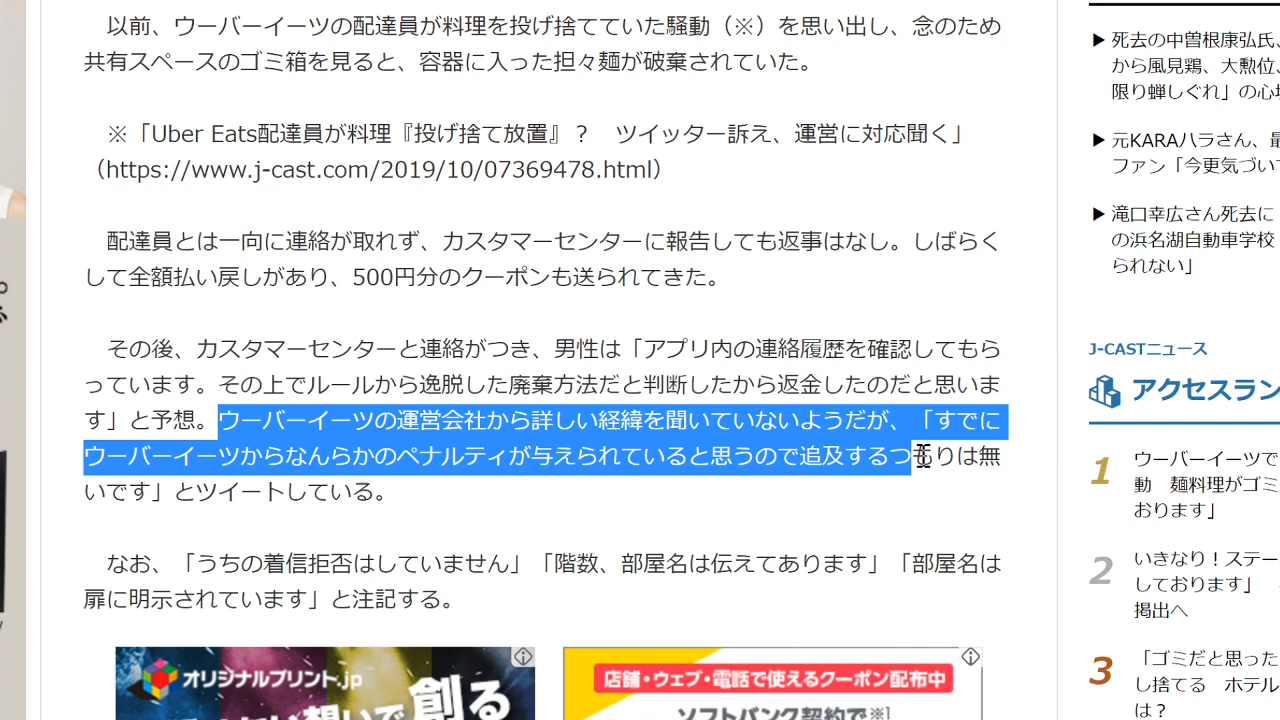 以前、ウーバーイーツの配達員が料理を投げ捨てていた騒動（※）を思い出し、念のため
共有スペースのゴミ箱を見ると、容器に入った担々麺が破棄されていた。
※「Uber Eats配達員が料理『投げ捨て放置』？　ツイッター訴え、運営に対応聞く」
（https://www.j-cast.com/2019/10/07369478.html）
配達員とは一向に連絡が取れず、カスタマーセンターに報告しても返事はなし。しばらく
して全額払い戻しがあり、500円分のクーポンも送られてきた。
その後、カスタマーセンターと連絡がつき、男性は「アプリ内の連絡履歴を確認してもら
っています。その上でルールから逸脱した廃棄方法だと判断したから返金したのだと思いま
す」と予想。ウーバーイーツの運営会社から詳しい経緯を聞いていないようだが、「すでに
ウーバーイーツからなんらかのペナルティが与えられていると思うので追及するつもりは無
いです」とツイートしている。
なお、「うちの着信拒否はしていません」「階数、部屋名は伝えてあります」「部屋名は
扉に明示されています」と注記する。
オリジナルプリント.jp
創る
店舗・ウェブ・電話で使えるクーポン配布中
ソフトバンク契約で※1
▶ 死去の中曽根康弘氏、
から風見鶏、大勲位、
限り蝉しぐれ」の心
▶ 元KARAハラさん、
ファン「今更気づい
▶ 滝口幸広さん死去に
の浜名湖自動車学校
られない」
J-CASTニュース
アクセスラン
1 ウーバーイーツで
動　麺料理がゴミ
おります」
2 いきなり！ステー
しております」
掲出へ
3 「ゴミだと思った
し捨てる　ホテル
は？